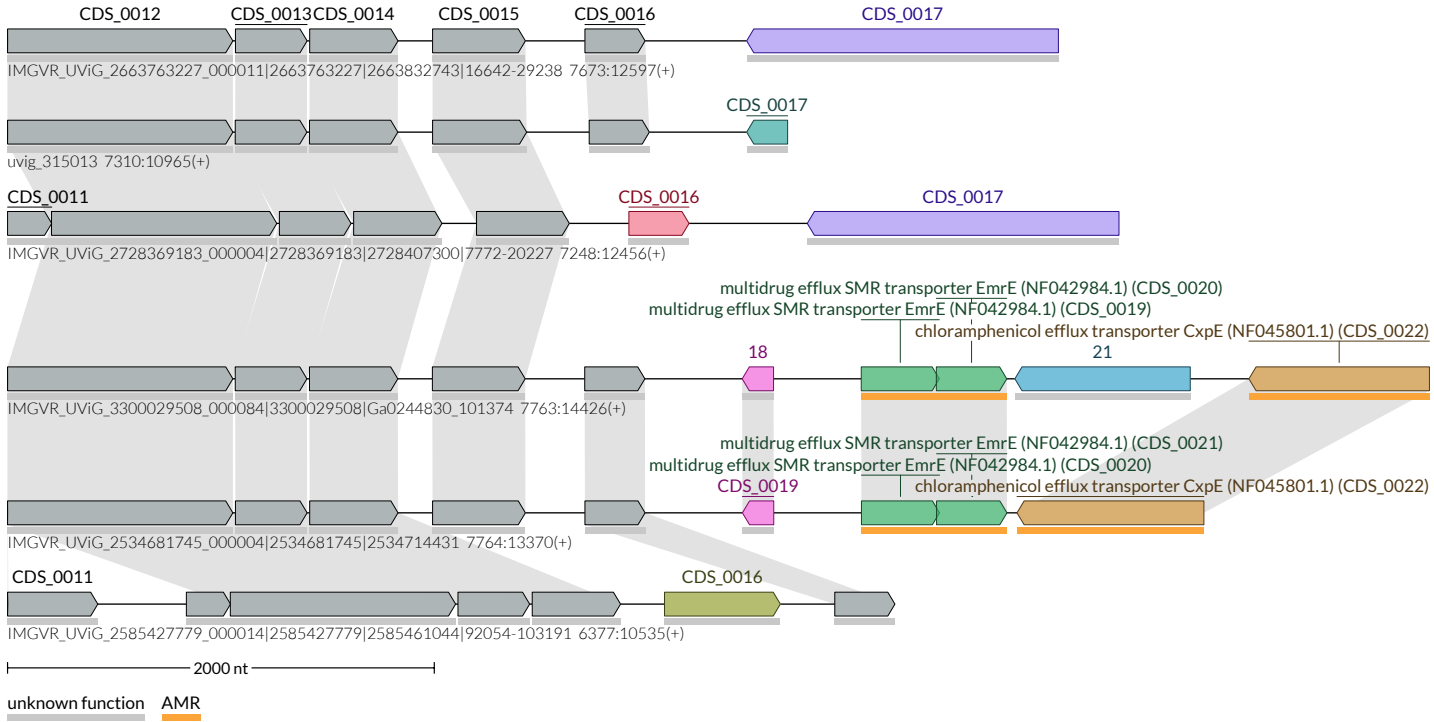 CDS_0012 CDS_0013 CDS_0014 CDS_0015 CDS_0016 CDS_0017
IMGVR_UViG_2663763227_000011|2663763227|2663832743|16642-29238 7673:12597(+)
CDS_0017
uvig_315013 7310:10965(+)
CDS_0011 CDS_0016 CDS_0017
IMGVR_UViG_2728369183_000004|2728369183|2728407300|7772-20227 7248:12456(+)
multidrug efflux SMR transporter EmrE (NF042984.1) (CDS_0020)
multidrug efflux SMR transporter EmrE (NF042984.1) (CDS_0019)
chloramphenicol efflux transporter CxpE (NF045801.1) (CDS_0022)
18 21
IMGVR_UViG_3300029508_000084|3300029508|Ga0244830_101374 7763:14426(+)
multidrug efflux SMR transporter EmrE (NF042984.1) (CDS_0021)
multidrug efflux SMR transporter EmrE (NF042984.1) (CDS_0020)
CDS_0019 chloramphenicol efflux transporter CxpE (NF045801.1) (CDS_0022)
IMGVR_UViG_2534681745_000004|2534681745|2534714431 7764:13370(+)
CDS_0011 CDS_0016
IMGVR_UViG_2585427779_000014|2585427779|2585461044|92054-103191 6377:10535(+)
2000 nt
unknown function AMR